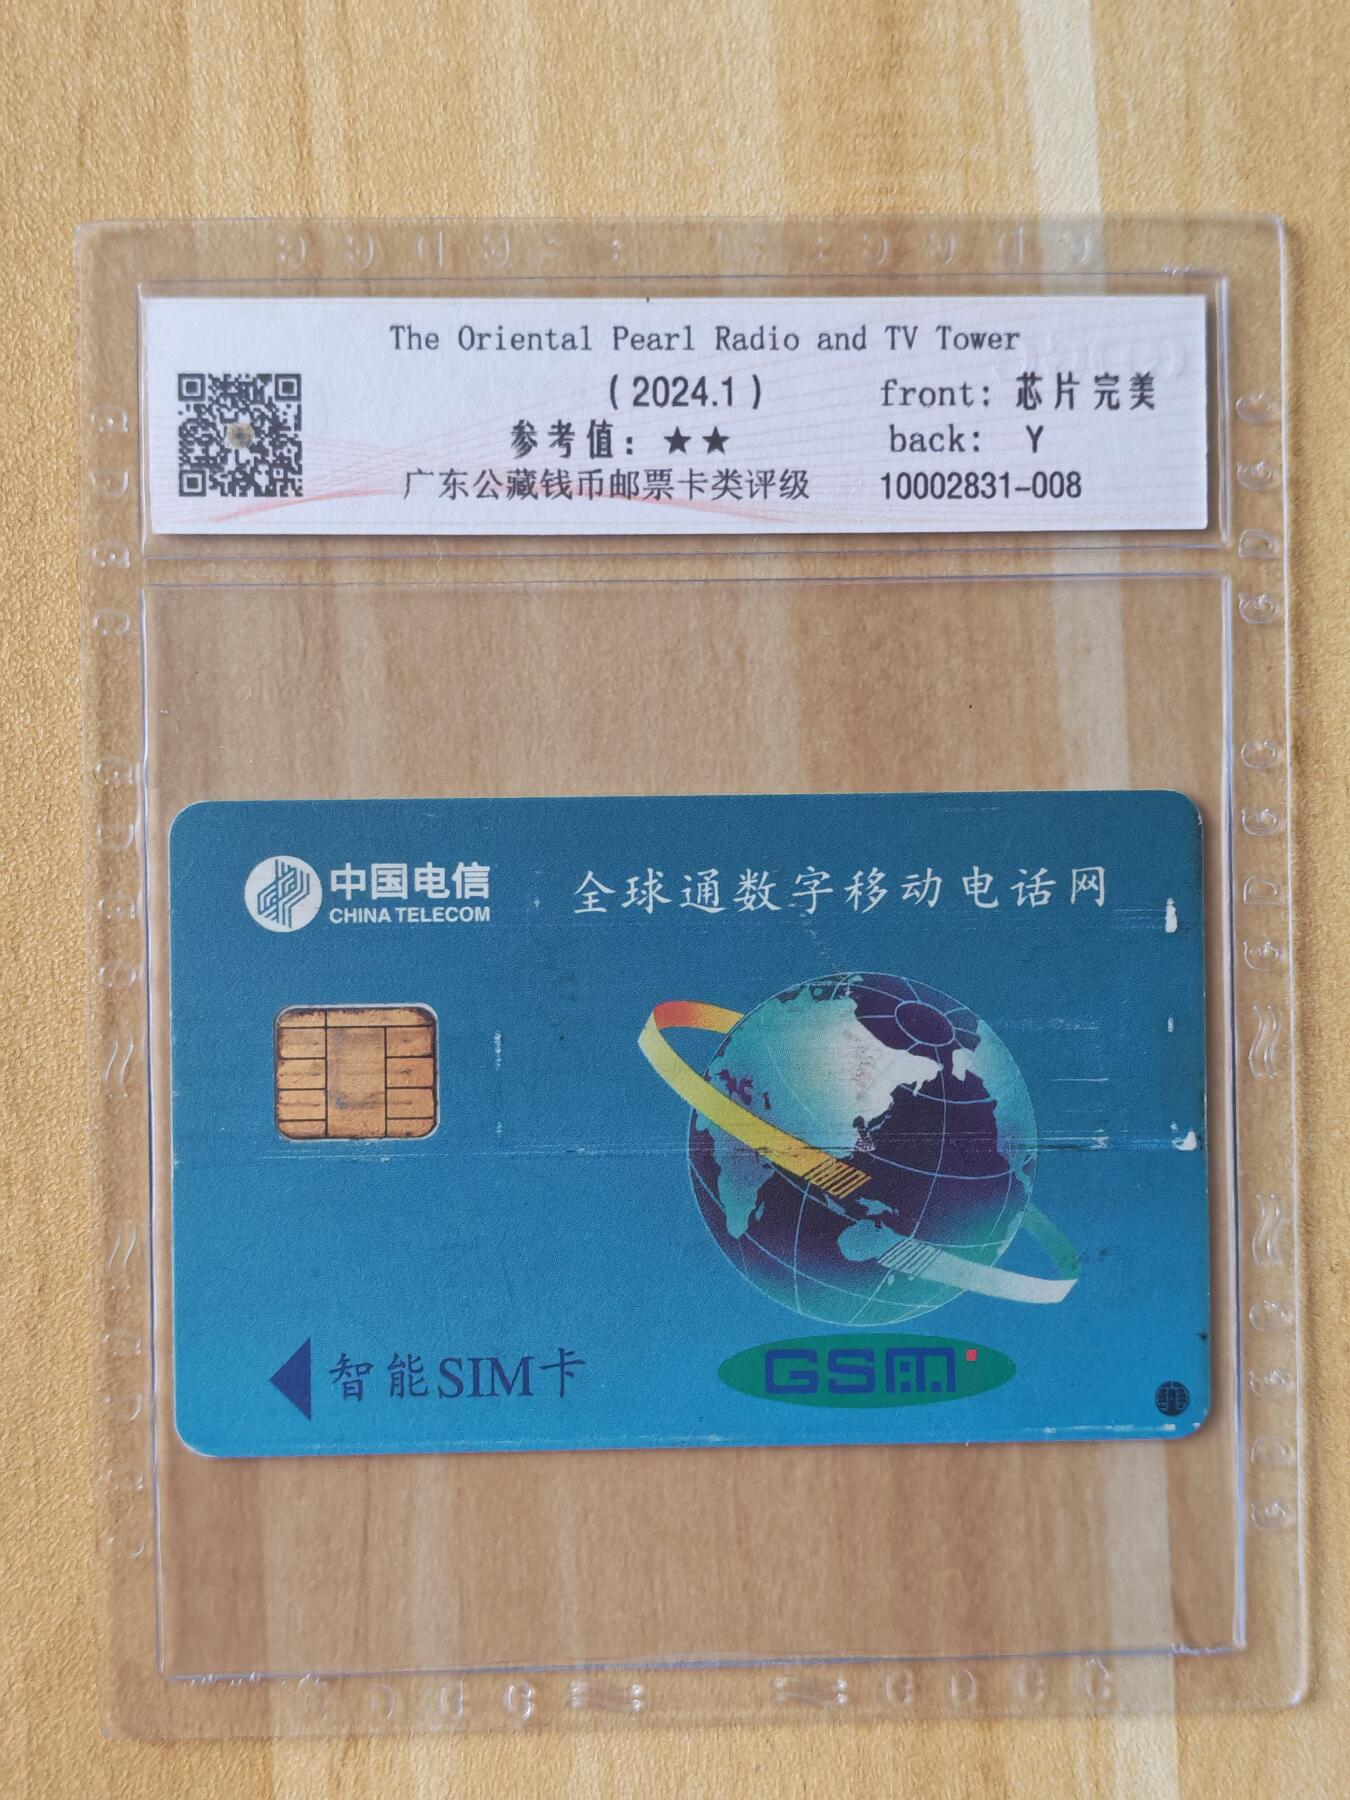 The Oriental Pearl Radio and TV Tower
(2024.1) front: 芯片完美
参考值: ★★ back: Y
广东公藏钱币邮票卡类评级 10002831-008
中国电信 全球通数字移动电话网
CHINA TELECOM
智能SIM卡 GSM